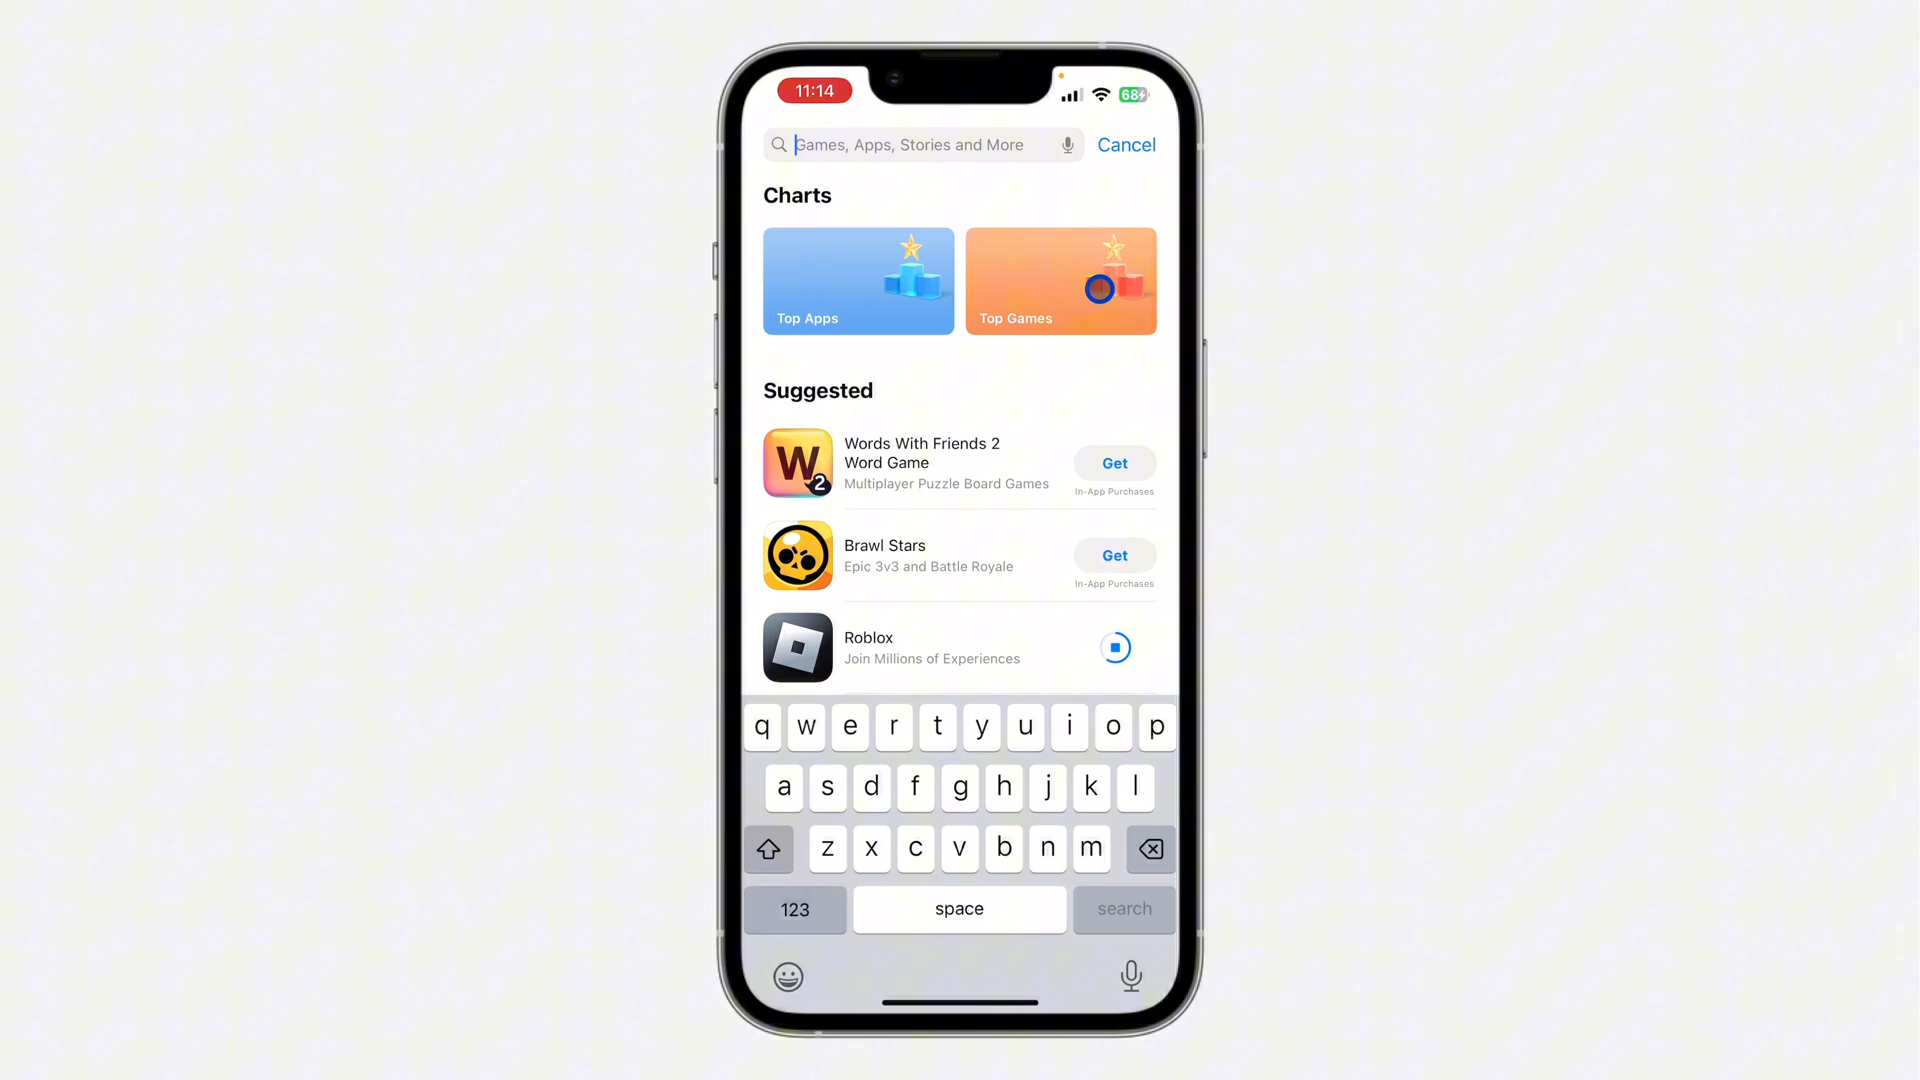 11:14
68
Games, Apps, Stories and More
Cancel
Charts
Top Apps
Top Games
Suggested
W2
Words With Friends 2
Word Game
Multiplayer Puzzle Board Games
Get
In-App Purchases
Brawl Stars
Epic 3v3 and Battle Royale
Get
In-App Purchases
Roblox
Join Millions of Experiences
q w e r t y u i o p
a s d f g h j k l
z x c v b n m
123 space search